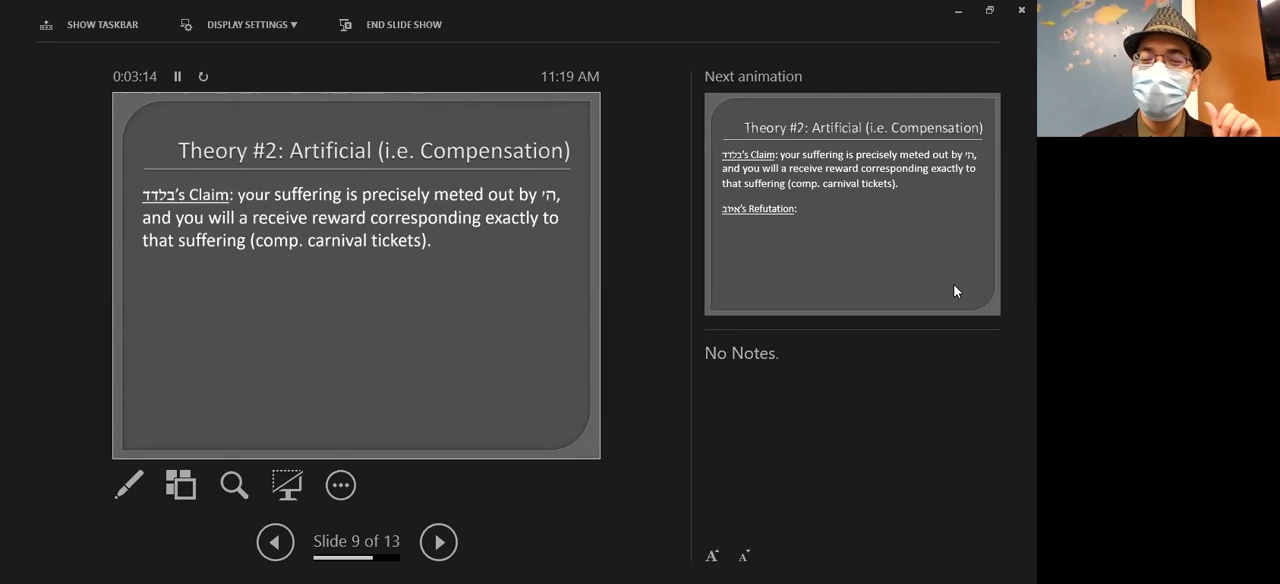 SHOW TASKBAR
DISPLAY SETTINGS ▼
END SLIDE SHOW
0:03:14
11:19 AM
Theory #2: Artificial (i.e. Compensation)
בלדד’s Claim: your suffering is precisely meted out by ה׳,
and you will a receive reward corresponding exactly to
that suffering (comp. carnival tickets).
Slide 9 of 13
Next animation
Theory #2: Artificial (i.e. Compensation)
בלדד’s Claim: your suffering is precisely meted out by ה׳,
and you will a receive reward corresponding exactly to
that suffering (comp. carnival tickets).
איוב’s Refutation:
No Notes.
A A